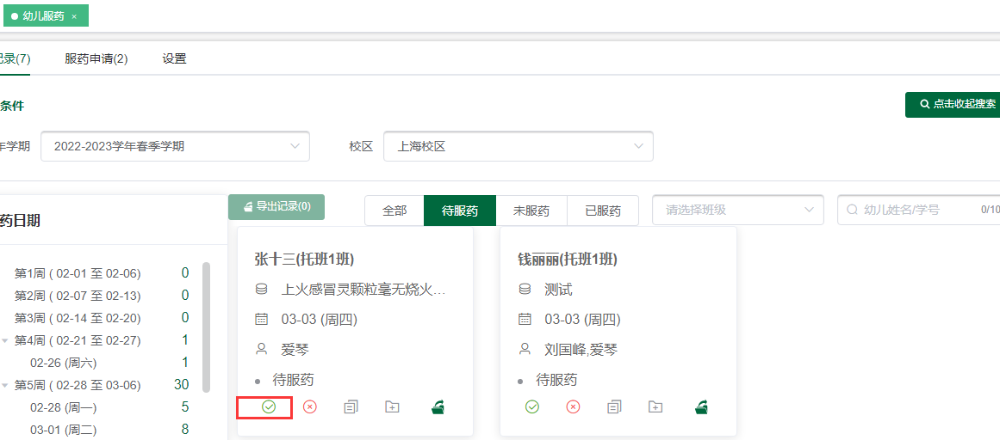 幼儿服药 ×
记录(7) 服药申请(2) 设置
条件
点击收起搜索
年学期 2022-2023学年春季学期 校区 上海校区
药日期
导出记录(0) 全部 待服药 未服药 已服药 请选择班级 幼儿姓名/学号 0/10
第1周 ( 02-01 至 02-06) 0
第2周 ( 02-07 至 02-13) 0
第3周 ( 02-14 至 02-20) 0
第4周 ( 02-21 至 02-27) 1
02-26 (周六) 1
第5周 ( 02-28 至 03-06) 30
02-28 (周一) 5
03-01 (周二) 8
张十三(托班1班)
上火感冒灵颗粒毫无烧火...
03-03 (周四)
爱琴
待服药
钱丽丽(托班1班)
测试
03-03 (周四)
刘国峰,爱琴
待服药